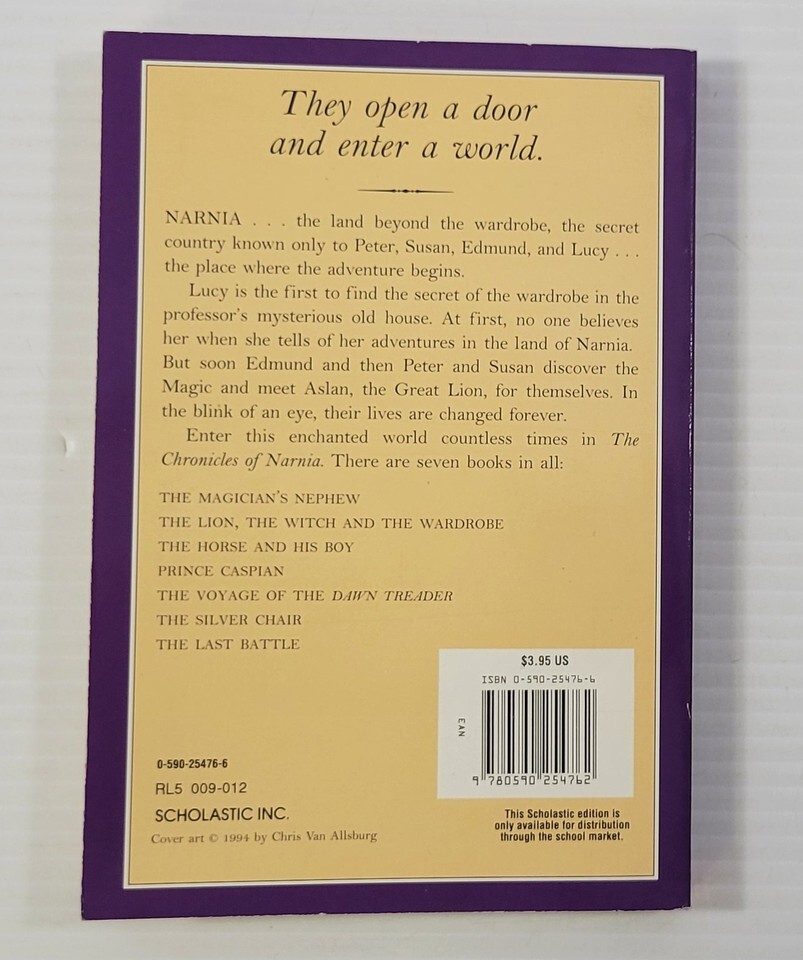 They open a door
and enter a world.
NARNIA . . . the land beyond the wardrobe, the secret
country known only to Peter, Susan, Edmund, and Lucy . . .
the place where the adventure begins.
Lucy is the first to find the secret of the wardrobe in the
professor's mysterious old house. At first, no one believes
her when she tells of her adventures in the land of Narnia.
But soon Edmund and then Peter and Susan discover the
Magic and meet Aslan, the Great Lion, for themselves. In
the blink of an eye, their lives are changed forever.
Enter this enchanted world countless times in The
Chronicles of Narnia. There are seven books in all:
THE MAGICIAN'S NEPHEW
THE LION, THE WITCH AND THE WARDROBE
THE HORSE AND HIS BOY
PRINCE CASPIAN
THE VOYAGE OF THE DAWN TREADER
THE SILVER CHAIR
THE LAST BATTLE
$3.95 US
ISBN 0-590-25476-6
EAN
9 780590 254762
0-590-25476-6
RL5 009-012
SCHOLASTIC INC.
Cover art © 1994 by Chris Van Allsburg
This Scholastic edition is
only available for distribution
through the school market.